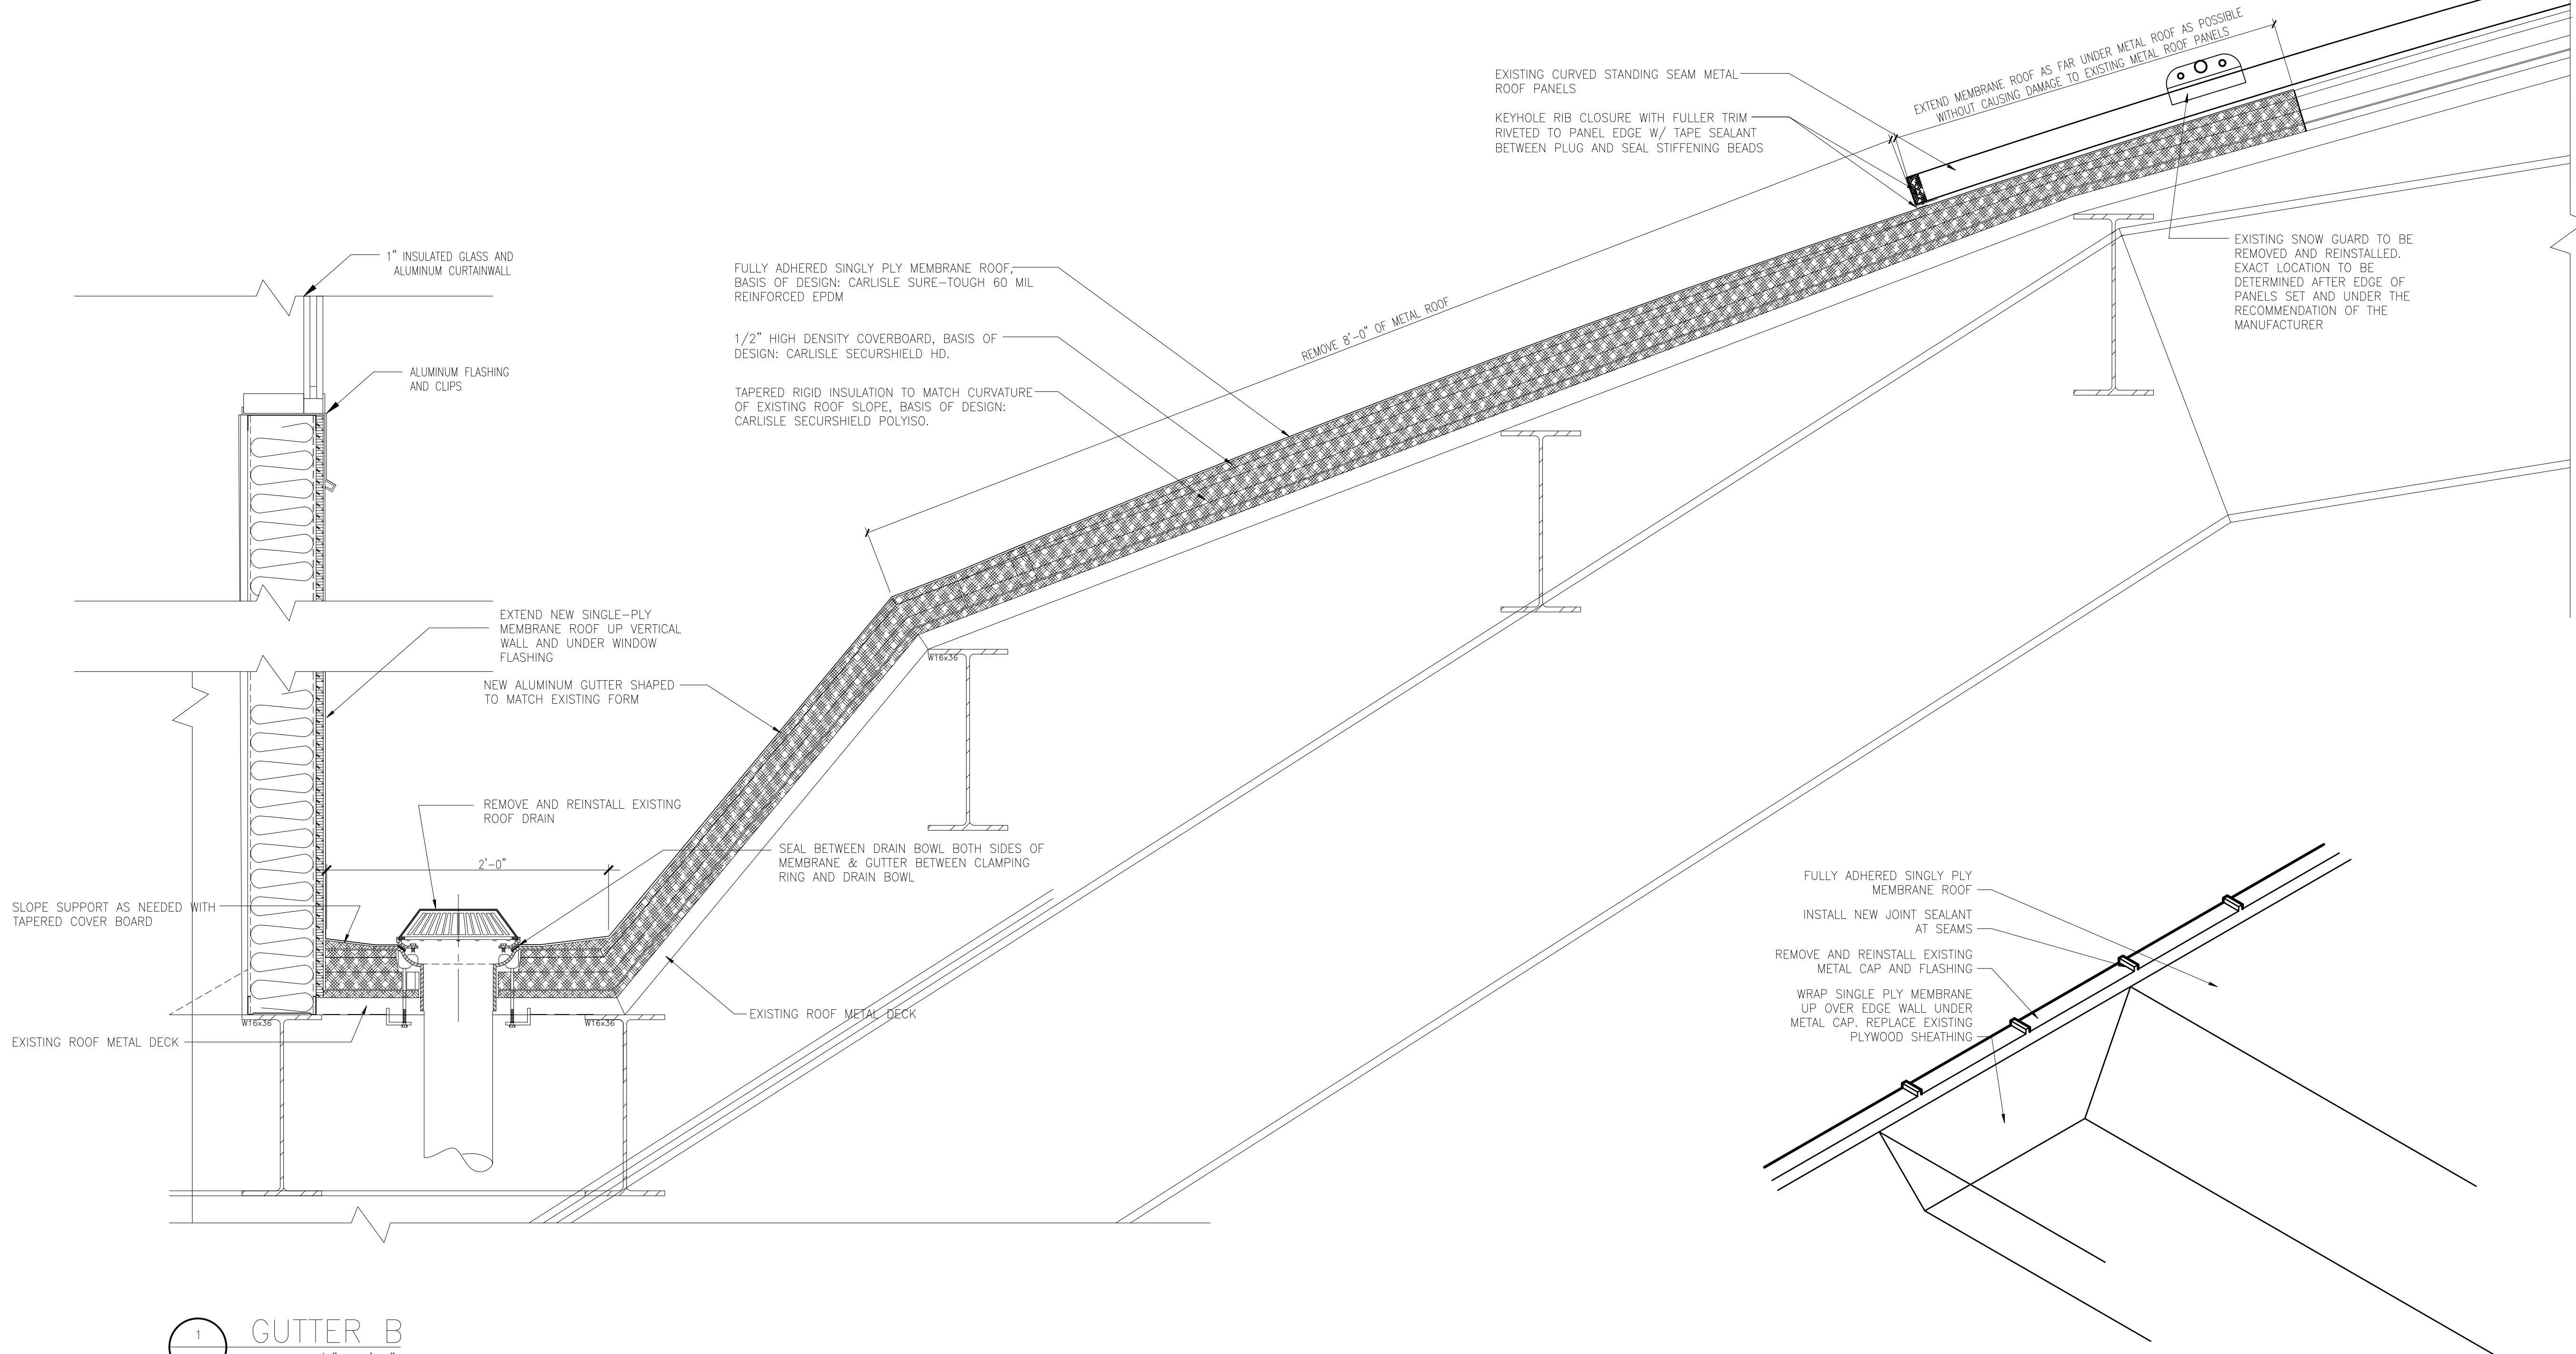 EXISTING CURVED STANDING SEAM METAL
ROOF PANELS
KEYHOLE RIB CLOSURE WITH FULLER TRIM
RIVETED TO PANEL EDGE W/ TAPE SEALANT
BETWEEN PLUG AND SEAL STIFFENING BEADS
EXTEND MEMBRANE ROOF AS FAR UNDER METAL ROOF AS POSSIBLE
WITHOUT CAUSING DAMAGE TO EXISTING METAL ROOF PANELS
EXISTING SNOW GUARD TO BE
REMOVED AND REINSTALLED.
EXACT LOCATION TO BE
DETERMINED AFTER EDGE OF
PANELS SET AND UNDER THE
RECOMMENDATION OF THE
MANUFACTURER
1" INSULATED GLASS AND
ALUMINUM CURTAINWALL
ALUMINUM FLASHING
AND CLIPS
FULLY ADHERED SINGLY PLY MEMBRANE ROOF,
BASIS OF DESIGN: CARLISLE SURE-TOUGH 60 MIL
REINFORCED EPDM
1/2" HIGH DENSITY COVERBOARD, BASIS OF
DESIGN: CARLISLE SECURSHIELD HD.
TAPERED RIGID INSULATION TO MATCH CURVATURE
OF EXISTING ROOF SLOPE, BASIS OF DESIGN:
CARLISLE SECURSHIELD POLYISO.
REMOVE 8'-0" OF METAL ROOF
EXTEND NEW SINGLE-PLY
MEMBRANE ROOF UP VERTICAL
WALL AND UNDER WINDOW
FLASHING
NEW ALUMINUM GUTTER SHAPED
TO MATCH EXISTING FORM
W16x36
REMOVE AND REINSTALL EXISTING
ROOF DRAIN
SEAL BETWEEN DRAIN BOWL BOTH SIDES OF
MEMBRANE & GUTTER BETWEEN CLAMPING
RING AND DRAIN BOWL
2'-0"
SLOPE SUPPORT AS NEEDED WITH
TAPERED COVER BOARD
EXISTING ROOF METAL DECK
W16x36
W16x36
EXISTING ROOF METAL DECK
FULLY ADHERED SINGLY PLY
MEMBRANE ROOF
INSTALL NEW JOINT SEALANT
AT SEAMS
REMOVE AND REINSTALL EXISTING
METAL CAP AND FLASHING
WRAP SINGLE PLY MEMBRANE
UP OVER EDGE WALL UNDER
METAL CAP. REPLACE EXISTING
PLYWOOD SHEATHING
1
GUTTER B